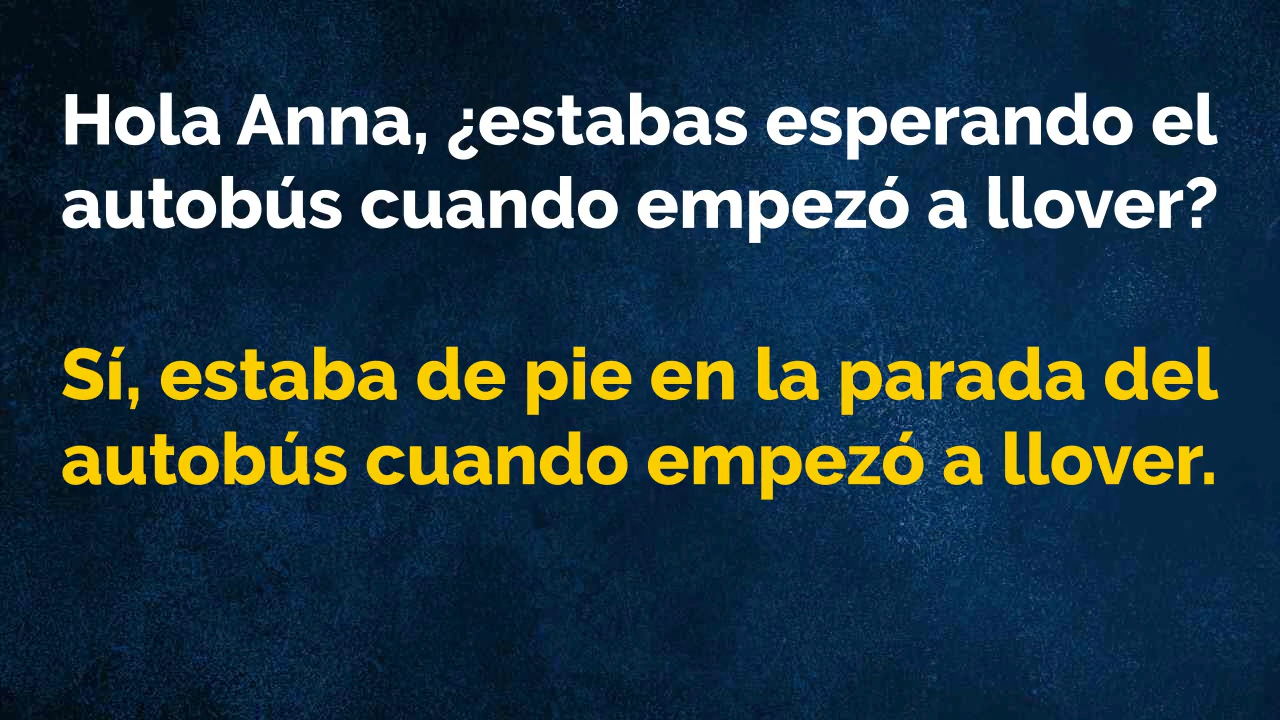 Hola Anna, ¿estabas esperando el
autobús cuando empezó a llover?
Sí, estaba de pie en la parada del
autobús cuando empezó a llover.